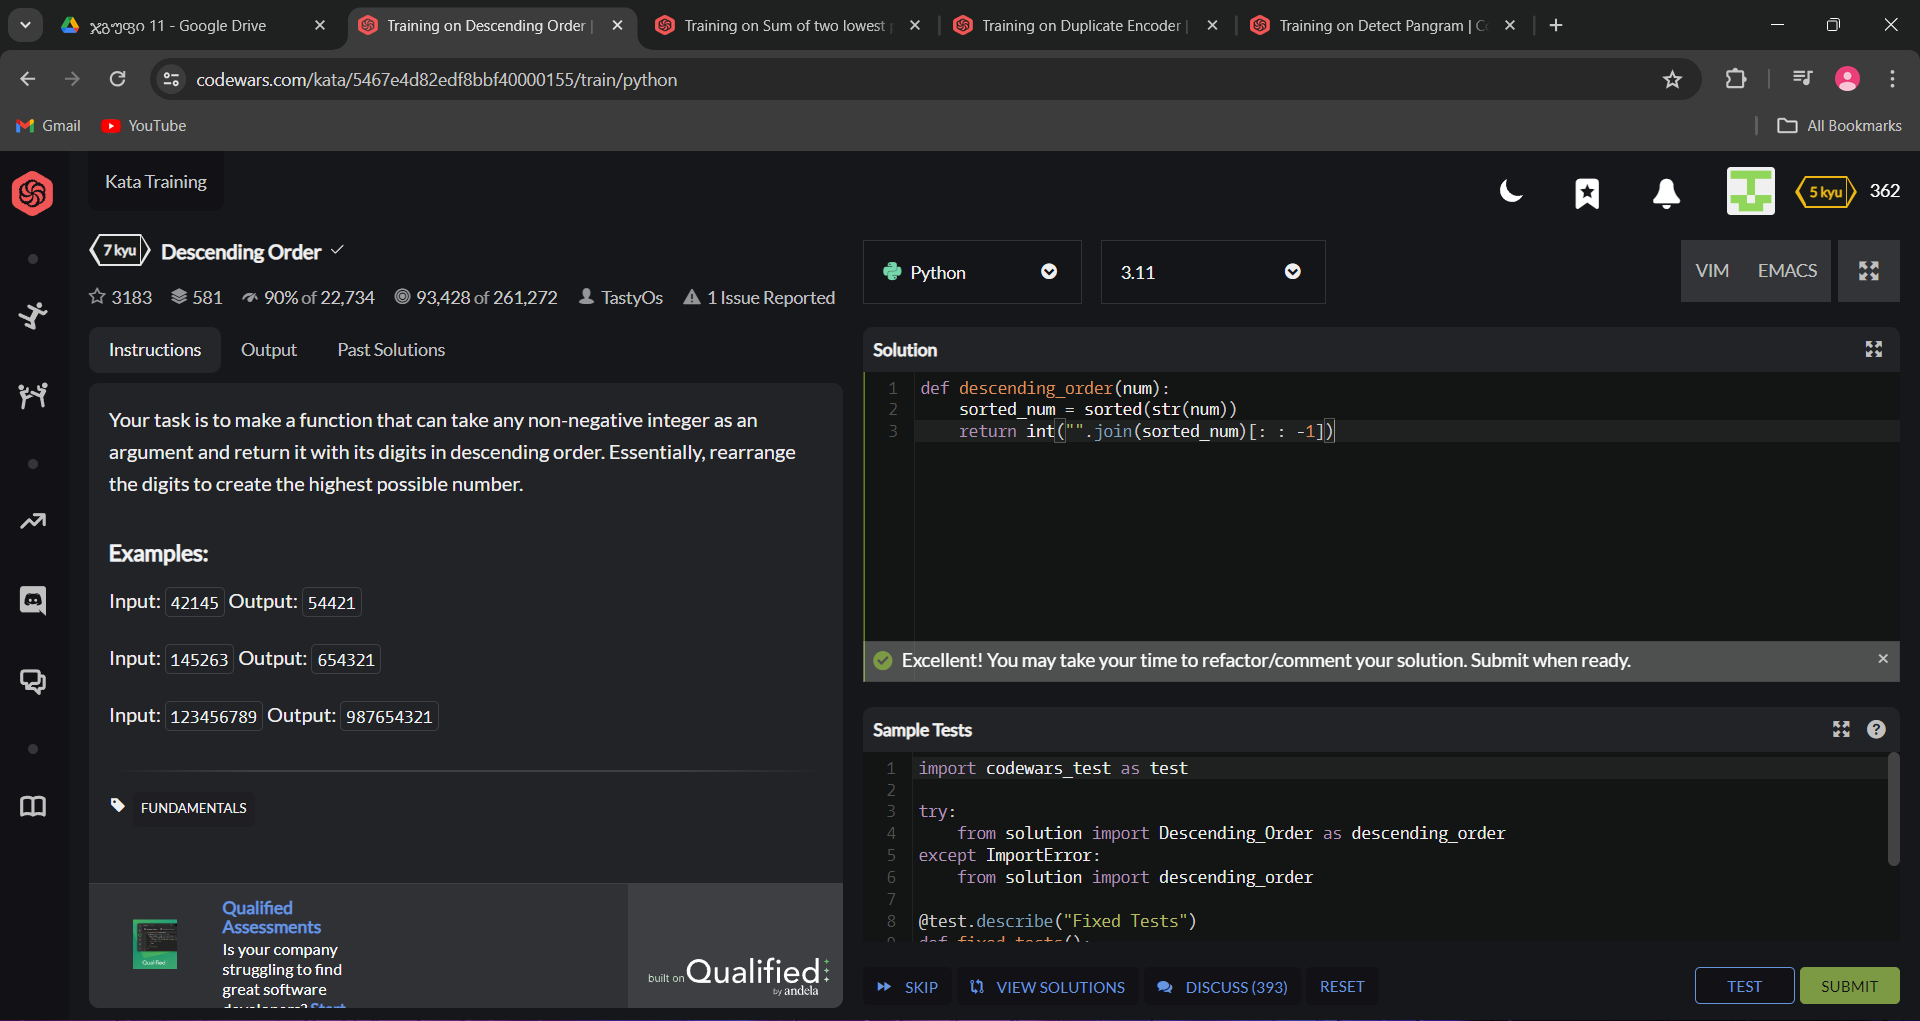 ჯგუფი 11 - Google Drive
Training on Descending Order |
Training on Sum of two lowest
Training on Duplicate Encoder |
Training on Detect Pangram | C
codewars.com/kata/5467e4d82edf8bbf40000155/train/python
Gmail
YouTube
All Bookmarks
Kata Training
5 kyu
362
7 kyu
Descending Order
3183
581
90% of 22,734
93,428 of 261,272
TastyOs
1 Issue Reported
Python
3.11
VIM
EMACS
Instructions
Output
Past Solutions
Your task is to make a function that can take any non-negative integer as an
argument and return it with its digits in descending order. Essentially, rearrange
the digits to create the highest possible number.
Examples:
Input: 42145 Output: 54421
Input: 145263 Output: 654321
Input: 123456789 Output: 987654321
FUNDAMENTALS
Qualified
Assessments
Is your company
struggling to find
great software
developers? Start
built on Qualified
by andela
Solution
1 def descending_order(num):
2 sorted_num = sorted(str(num))
3 return int("".join(sorted_num)[: : -1])
Excellent! You may take your time to refactor/comment your solution. Submit when ready.
Sample Tests
1 import codewars_test as test
2
3 try:
4 from solution import Descending_Order as descending_order
5 except ImportError:
6 from solution import descending_order
7
8 @test.describe("Fixed Tests")
9 def fixed_tests():
SKIP
VIEW SOLUTIONS
DISCUSS (393)
RESET
TEST
SUBMIT